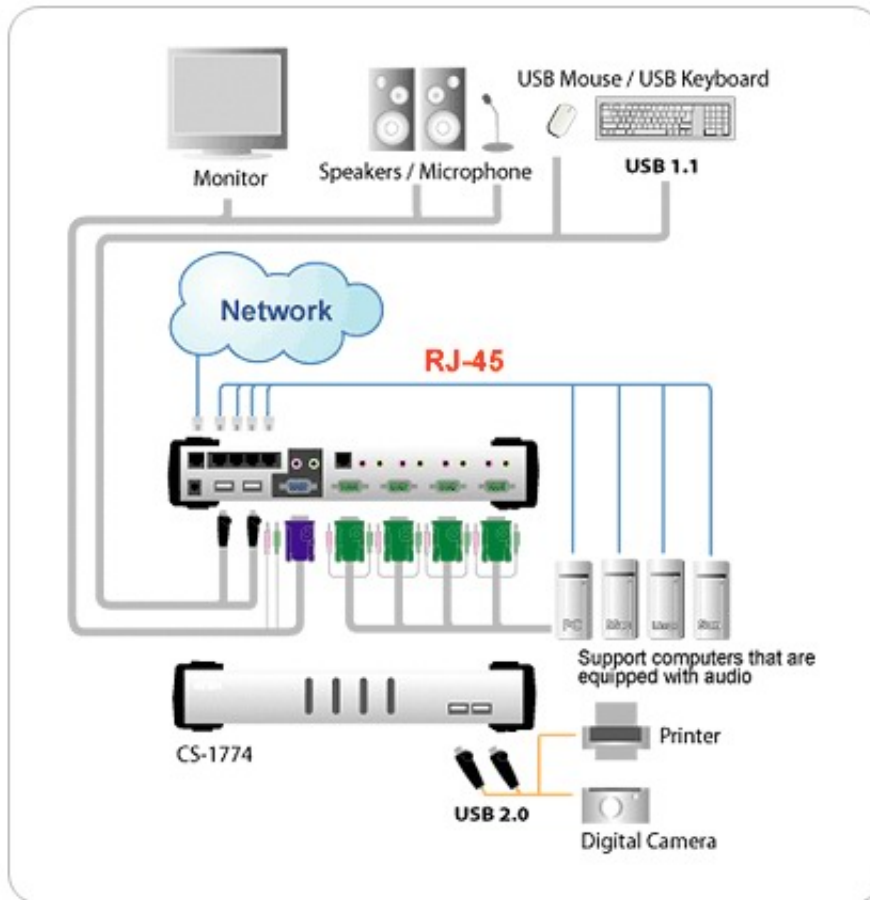 USB Mouse / USB Keyboard
Monitor
Speakers / Microphone
USB 1.1
Network
RJ-45
PC
Support computers that are
equipped with audio
CS-1774
Printer
USB 2.0
Digital Camera